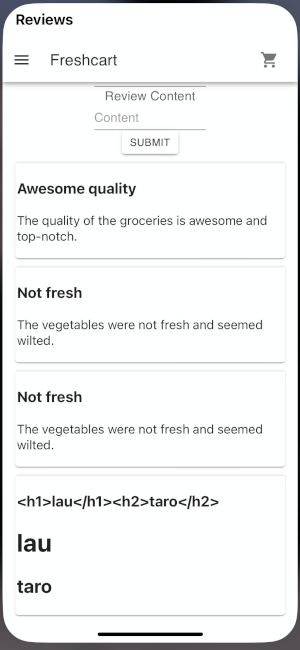 Reviews
Freshcart
Review Content
Content
SUBMIT
Awesome quality
The quality of the groceries is awesome and
top-notch.
Not fresh
The vegetables were not fresh and seemed
wilted.
Not fresh
The vegetables were not fresh and seemed
wilted.
<h1>lau</h1><h2>taro</h2>
lau
taro